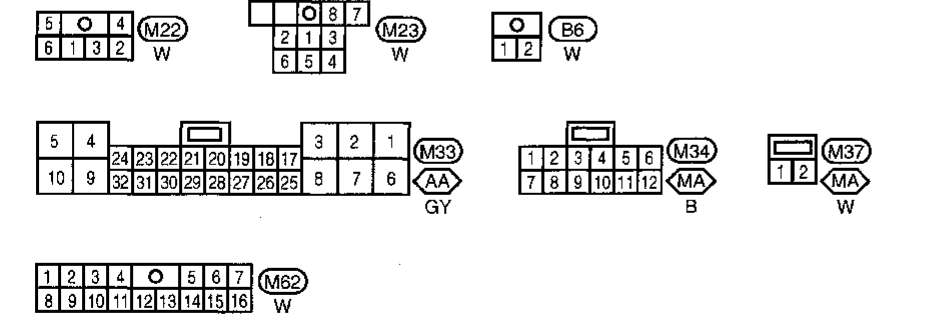 5 4 M22 8 7 M23 B6
6 1 3 2 W 2 1 3 W 1 2 W
6 5 4
5 4 3 2 1 M33 M34 M37
24 23 22 21 20 19 18 17 1 2 3 4 5 6 1 2
10 9 32 31 30 29 28 27 26 25 8 7 6 AA 7 8 9 10 11 12 MA MA
GY B W
1 2 3 4 5 6 7 M62
8 9 10 11 12 13 14 15 16 W